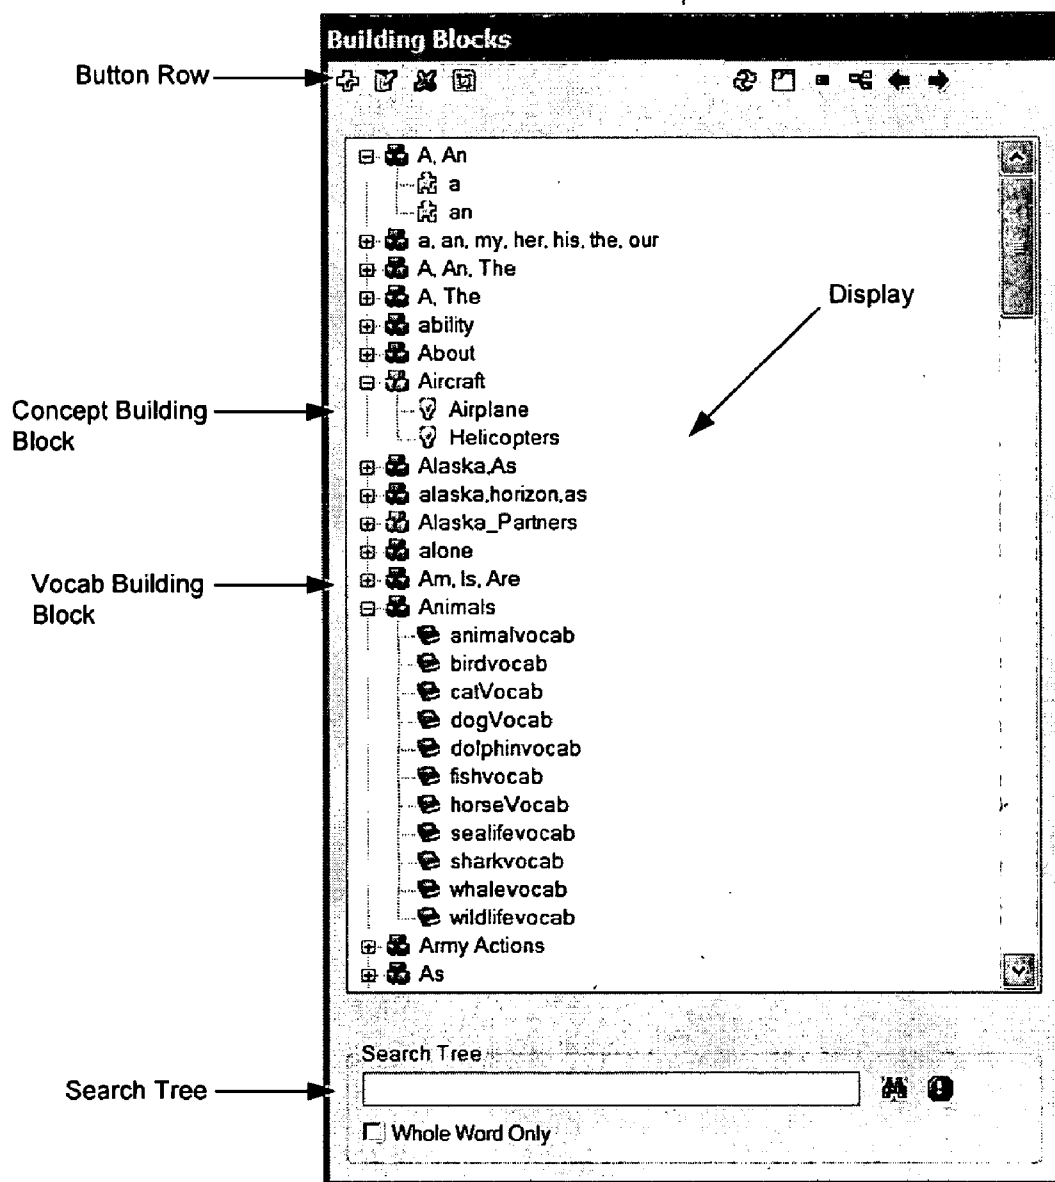 Building Blocks
Button Row
A, An
a
an
a, an, my, her, his, the, our
A, An, The
A, The
ability
About
Aircraft
Airplane
Helicopters
Display
Concept Building
Block
Alaska,As
alaska,horizon,as
Alaska_Partners
alone
Am, Is, Are
Vocab Building
Block
Animals
animalvocab
birdvocab
catVocab
dogVocab
dolphinvocab
fishvocab
horseVocab
sealifevocab
sharkvocab
whalevocab
wildlifevocab
Army Actions
As
Search Tree
Search Tree
Whole Word Only